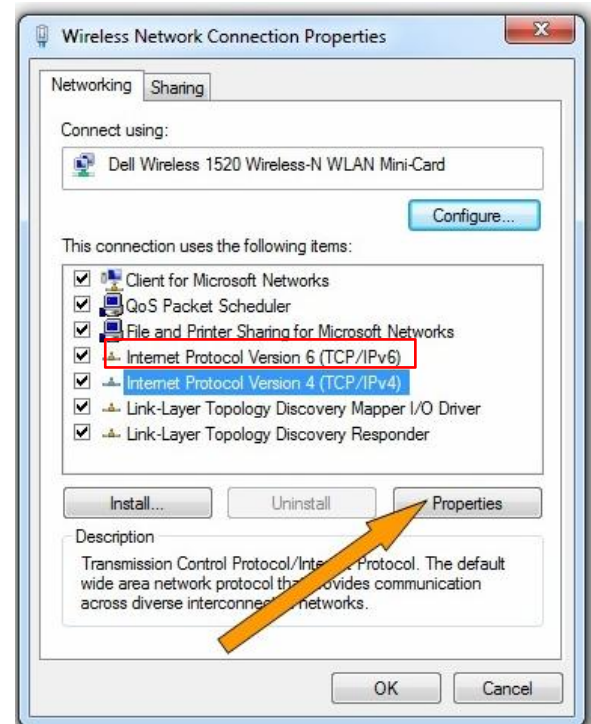 Wireless Network Connection Properties
X
Networking Sharing
Connect using:
Dell Wireless 1520 Wireless-N WLAN Mini-Card
Configure...
This connection uses the following items:
Client for Microsoft Networks
QoS Packet Scheduler
File and Printer Sharing for Microsoft Networks
Internet Protocol Version 6 (TCP/IPv6)
Internet Protocol Version 4 (TCP/IPv4)
Link-Layer Topology Discovery Mapper I/O Driver
Link-Layer Topology Discovery Responder
Install... Uninstall Properties
Description
Transmission Control Protocol/Internet Protocol. The default
wide area network protocol that provides communication
across diverse interconnected networks.
OK Cancel